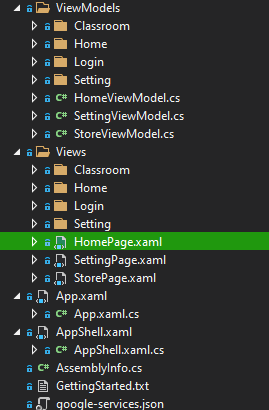 ViewModels
Classroom
Home
Login
Setting
C# HomeViewModel.cs
C# SettingViewModel.cs
C# StoreViewModel.cs
Views
Classroom
Home
Login
Setting
HomePage.xaml
SettingPage.xaml
StorePage.xaml
App.xaml
C# App.xaml.cs
AppShell.xaml
C# AppShell.xaml.cs
C# AssemblyInfo.cs
GettingStarted.txt
google-services.json